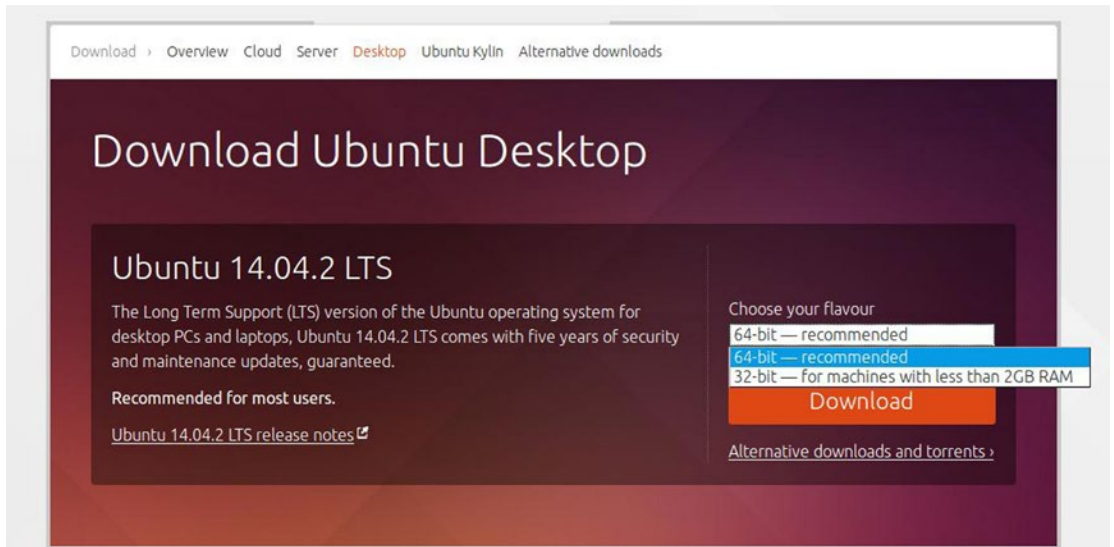 Download › Overview Cloud Server Desktop Ubuntu Kylin Alternative downloads
Download Ubuntu Desktop
Ubuntu 14.04.2 LTS
The Long Term Support (LTS) version of the Ubuntu operating system for
desktop PCs and laptops, Ubuntu 14.04.2 LTS comes with five years of security
and maintenance updates, guaranteed.
Recommended for most users.
Ubuntu 14.04.2 LTS release notes
Choose your flavour
64-bit — recommended
64-bit — recommended
32-bit — for machines with less than 2GB RAM
Download
Alternative downloads and torrents ›